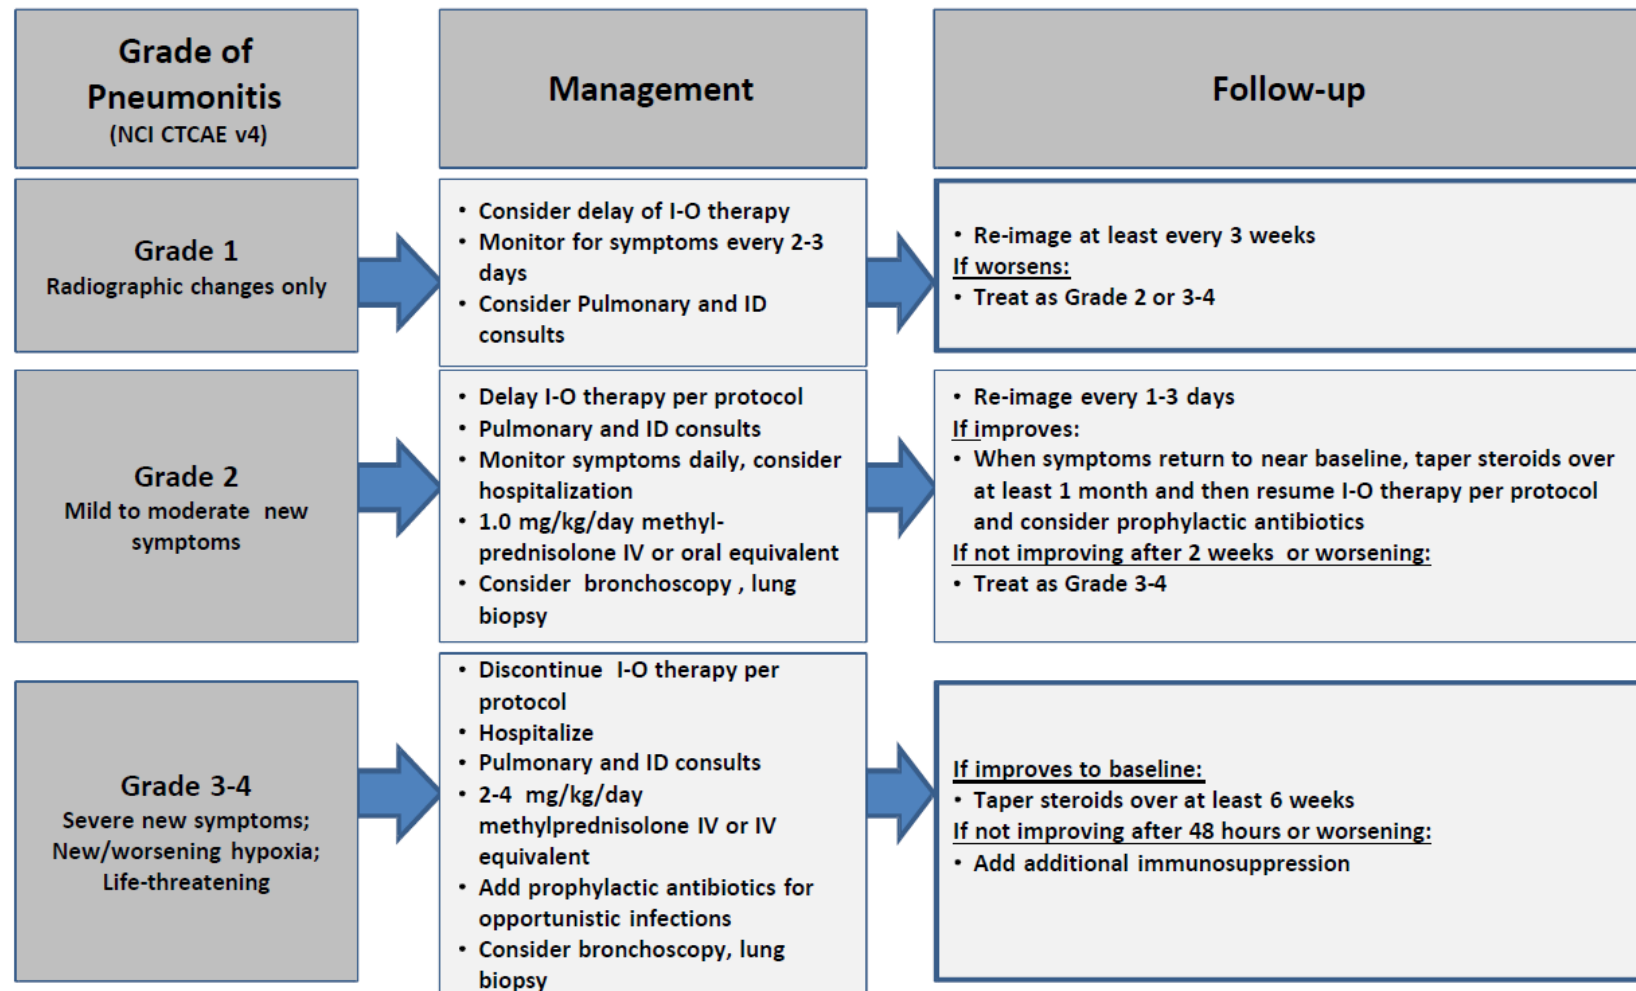 Grade of
Pneumonitis
(NCI CTCAE v4)
Management
Follow-up
Grade 1
Radiographic changes only
• Consider delay of I-O therapy
• Monitor for symptoms every 2-3
days
• Consider Pulmonary and ID
consults
• Re-image at least every 3 weeks
If worsens:
• Treat as Grade 2 or 3-4
Grade 2
Mild to moderate new
symptoms
• Delay I-O therapy per protocol
• Pulmonary and ID consults
• Monitor symptoms daily, consider
hospitalization
• 1.0 mg/kg/day methyl-
prednisolone IV or oral equivalent
• Consider bronchoscopy , lung
biopsy
• Re-image every 1-3 days
If improves:
• When symptoms return to near baseline, taper steroids over
at least 1 month and then resume I-O therapy per protocol
and consider prophylactic antibiotics
If not improving after 2 weeks or worsening:
• Treat as Grade 3-4
Grade 3-4
Severe new symptoms;
New/worsening hypoxia;
Life-threatening
• Discontinue I-O therapy per
protocol
• Hospitalize
• Pulmonary and ID consults
• 2-4 mg/kg/day
methylprednisolone IV or IV
equivalent
• Add prophylactic antibiotics for
opportunistic infections
• Consider bronchoscopy, lung
biopsy
If improves to baseline:
• Taper steroids over at least 6 weeks
If not improving after 48 hours or worsening:
• Add additional immunosuppression